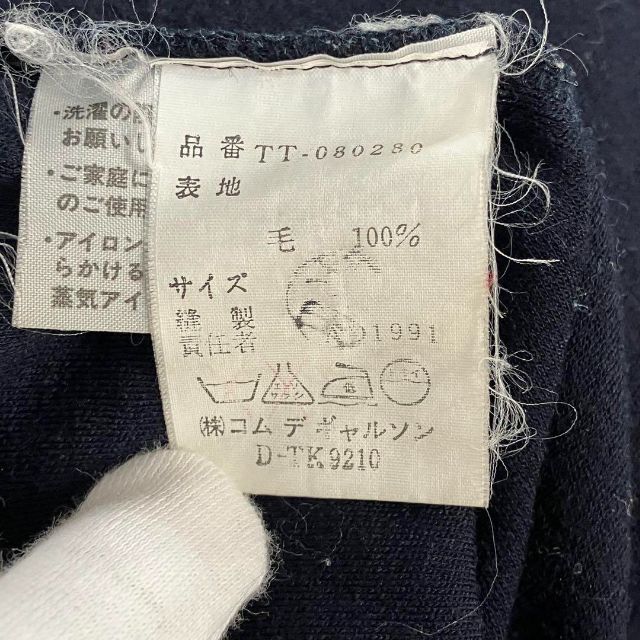 ・洗濯の
お願いし
・ご家庭に
のご使用
・アイロン
らかける
蒸気アイ
品番 TT-080280
表地
毛 100%
サイズ
縫製
責任者 1991
(株)コム デ ギャルソン
D-TK9210